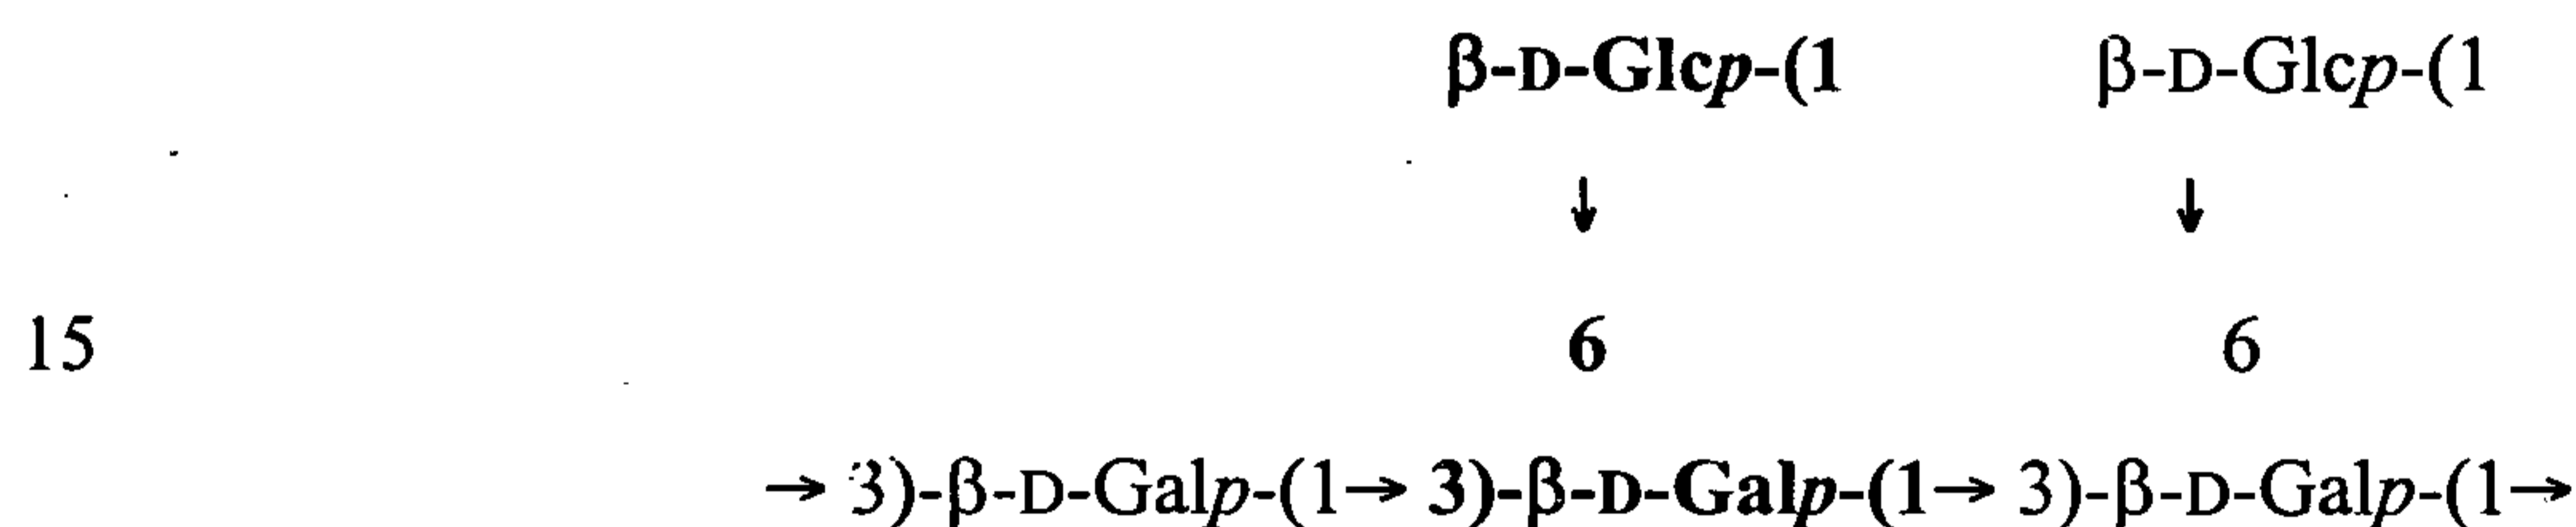 β-D-Glcp-(1 β-D-Glcp-(1
↓ ↓
15 6 6
→ 3)-β-D-Galp-(1→ 3)-β-D-Galp-(1→ 3)-β-D-Galp-(1→